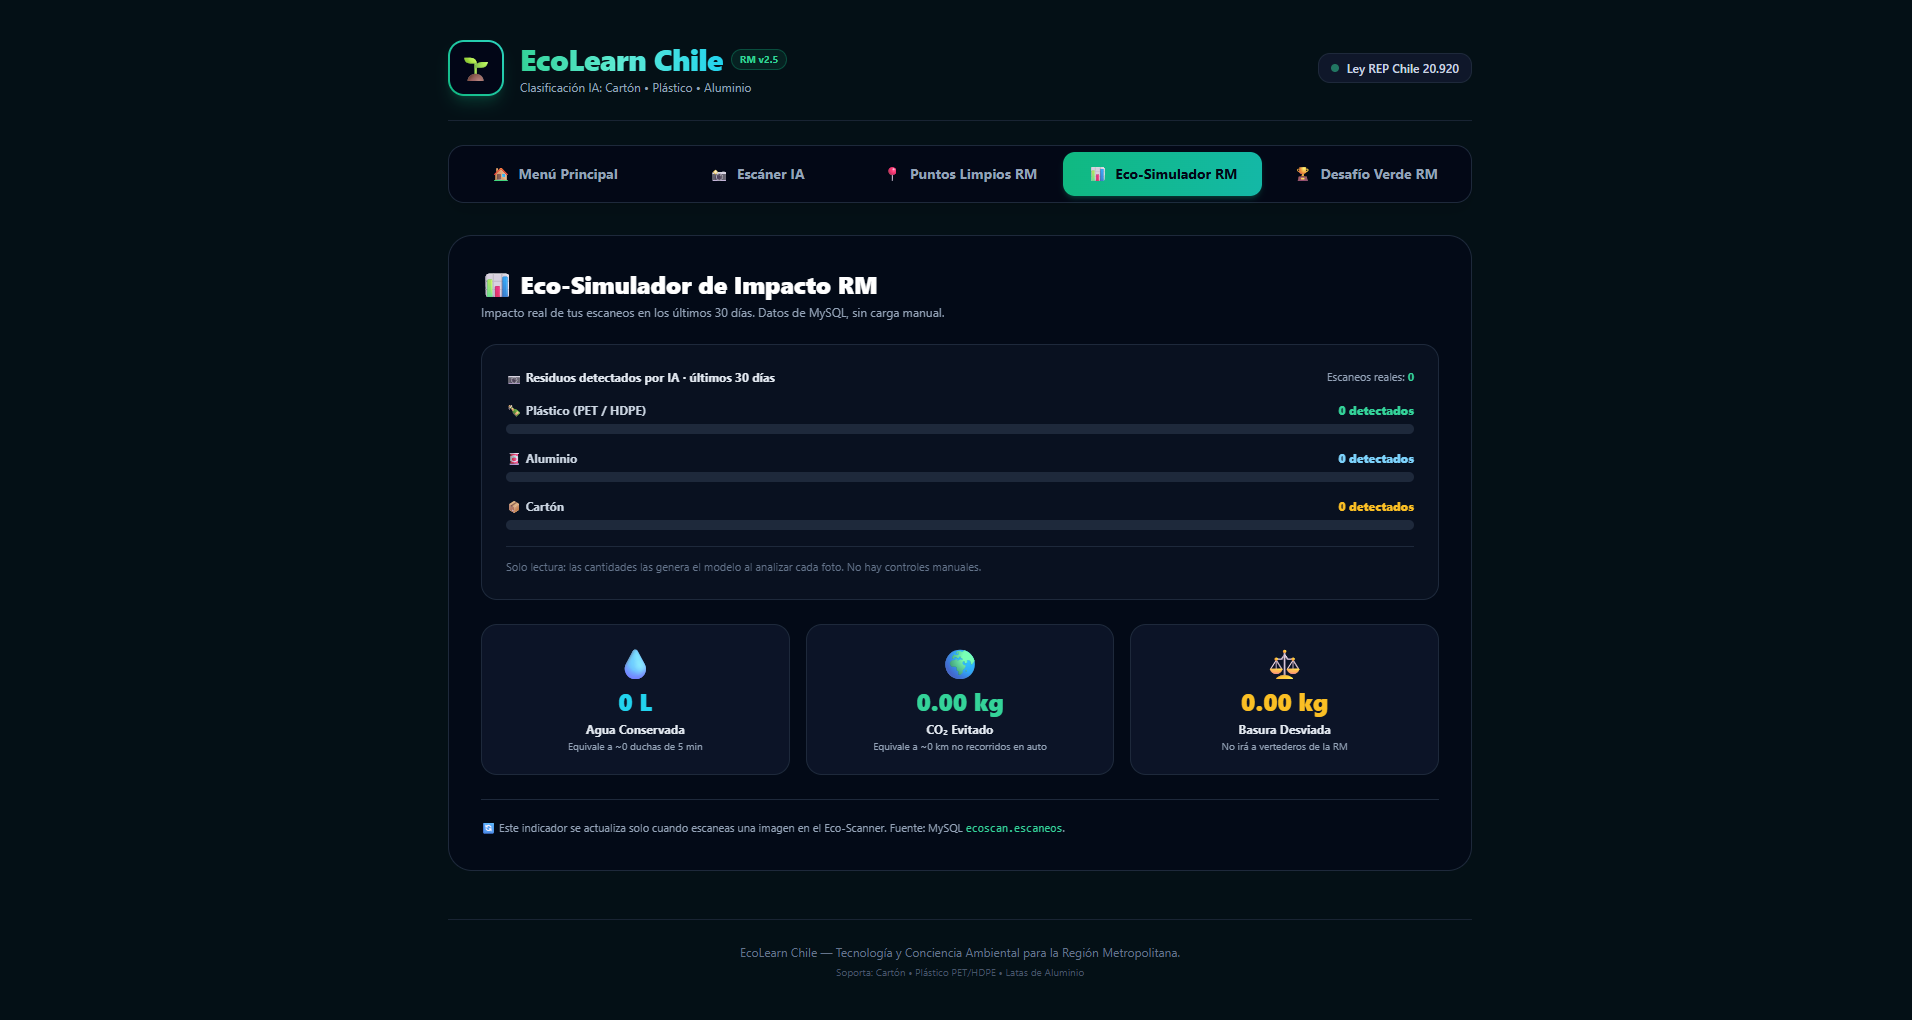 EcoLearn Chile RM v2.5
Clasificación IA: Cartón • Plástico • Aluminio
Ley REP Chile 20.920
Menú Principal
Escáner IA
Puntos Limpios RM
Eco-Simulador RM
Desafío Verde RM
Eco-Simulador de Impacto RM
Impacto real de tus escaneos en los últimos 30 días. Datos de MySQL, sin carga manual.
Residuos detectados por IA · últimos 30 días
Escaneos reales: 0
Plástico (PET / HDPE)
0 detectados
Aluminio
0 detectados
Cartón
0 detectados
Solo lectura: las cantidades las genera el modelo al analizar cada foto. No hay controles manuales.
0 L
Agua Conservada
Equivale a ~0 duchas de 5 min
0.00 kg
CO₂ Evitado
Equivale a ~0 km no recorridos en auto
0.00 kg
Basura Desviada
No irá a vertederos de la RM
Este indicador se actualiza solo cuando escaneas una imagen en el Eco-Scanner. Fuente: MySQL ecoscan.escaneos.
EcoLearn Chile — Tecnología y Conciencia Ambiental para la Región Metropolitana.
Soporta: Cartón • Plástico PET/HDPE • Latas de Aluminio